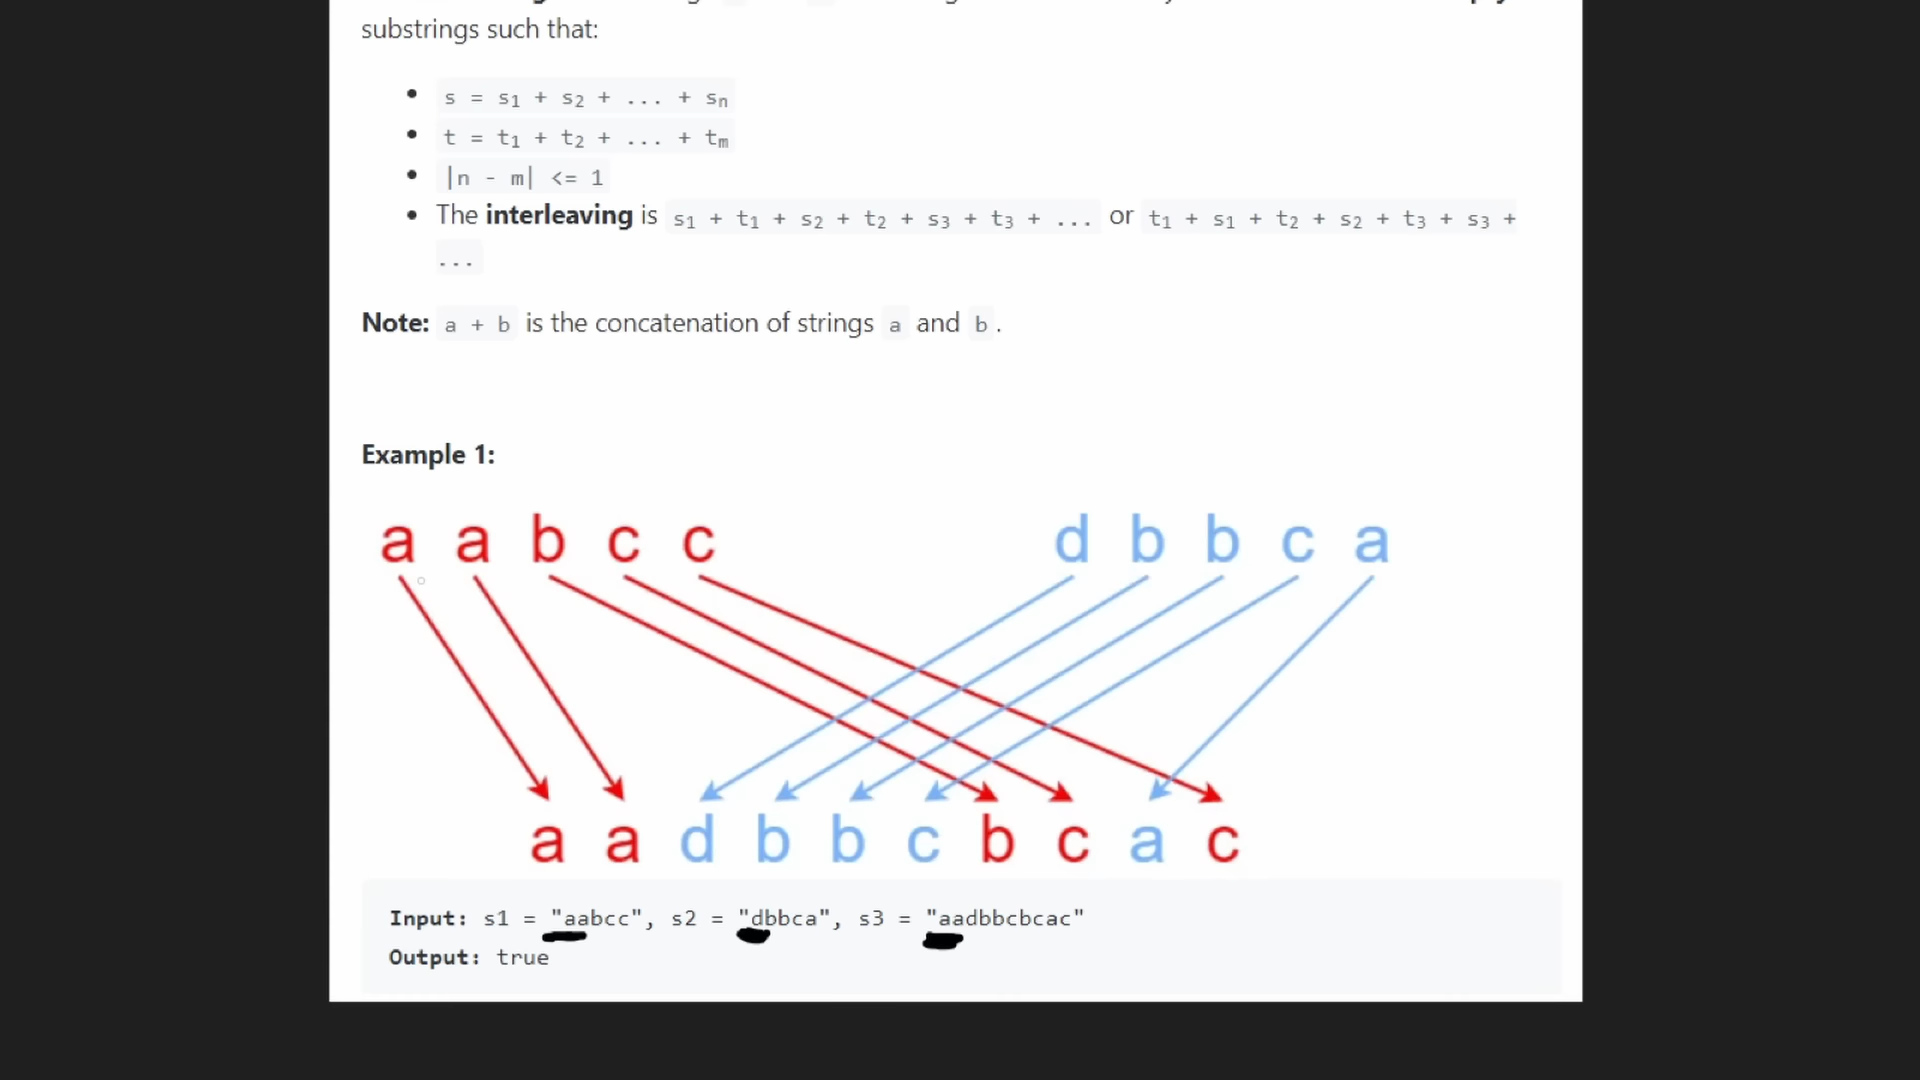 substrings such that:
• s = s₁ + s₂ + ... + sₙ
• t = t₁ + t₂ + ... + tₘ
• |n - m| <= 1
• The interleaving is s₁ + t₁ + s₂ + t₂ + s₃ + t₃ + ... or t₁ + s₁ + t₂ + s₂ + t₃ + s₃ +
...
Note: a + b is the concatenation of strings a and b.
Example 1:
a a b c c d b b c a
a a d b b c b c a c
Input: s1 = "aabcc", s2 = "dbbca", s3 = "aadbbcbcac"
Output: true